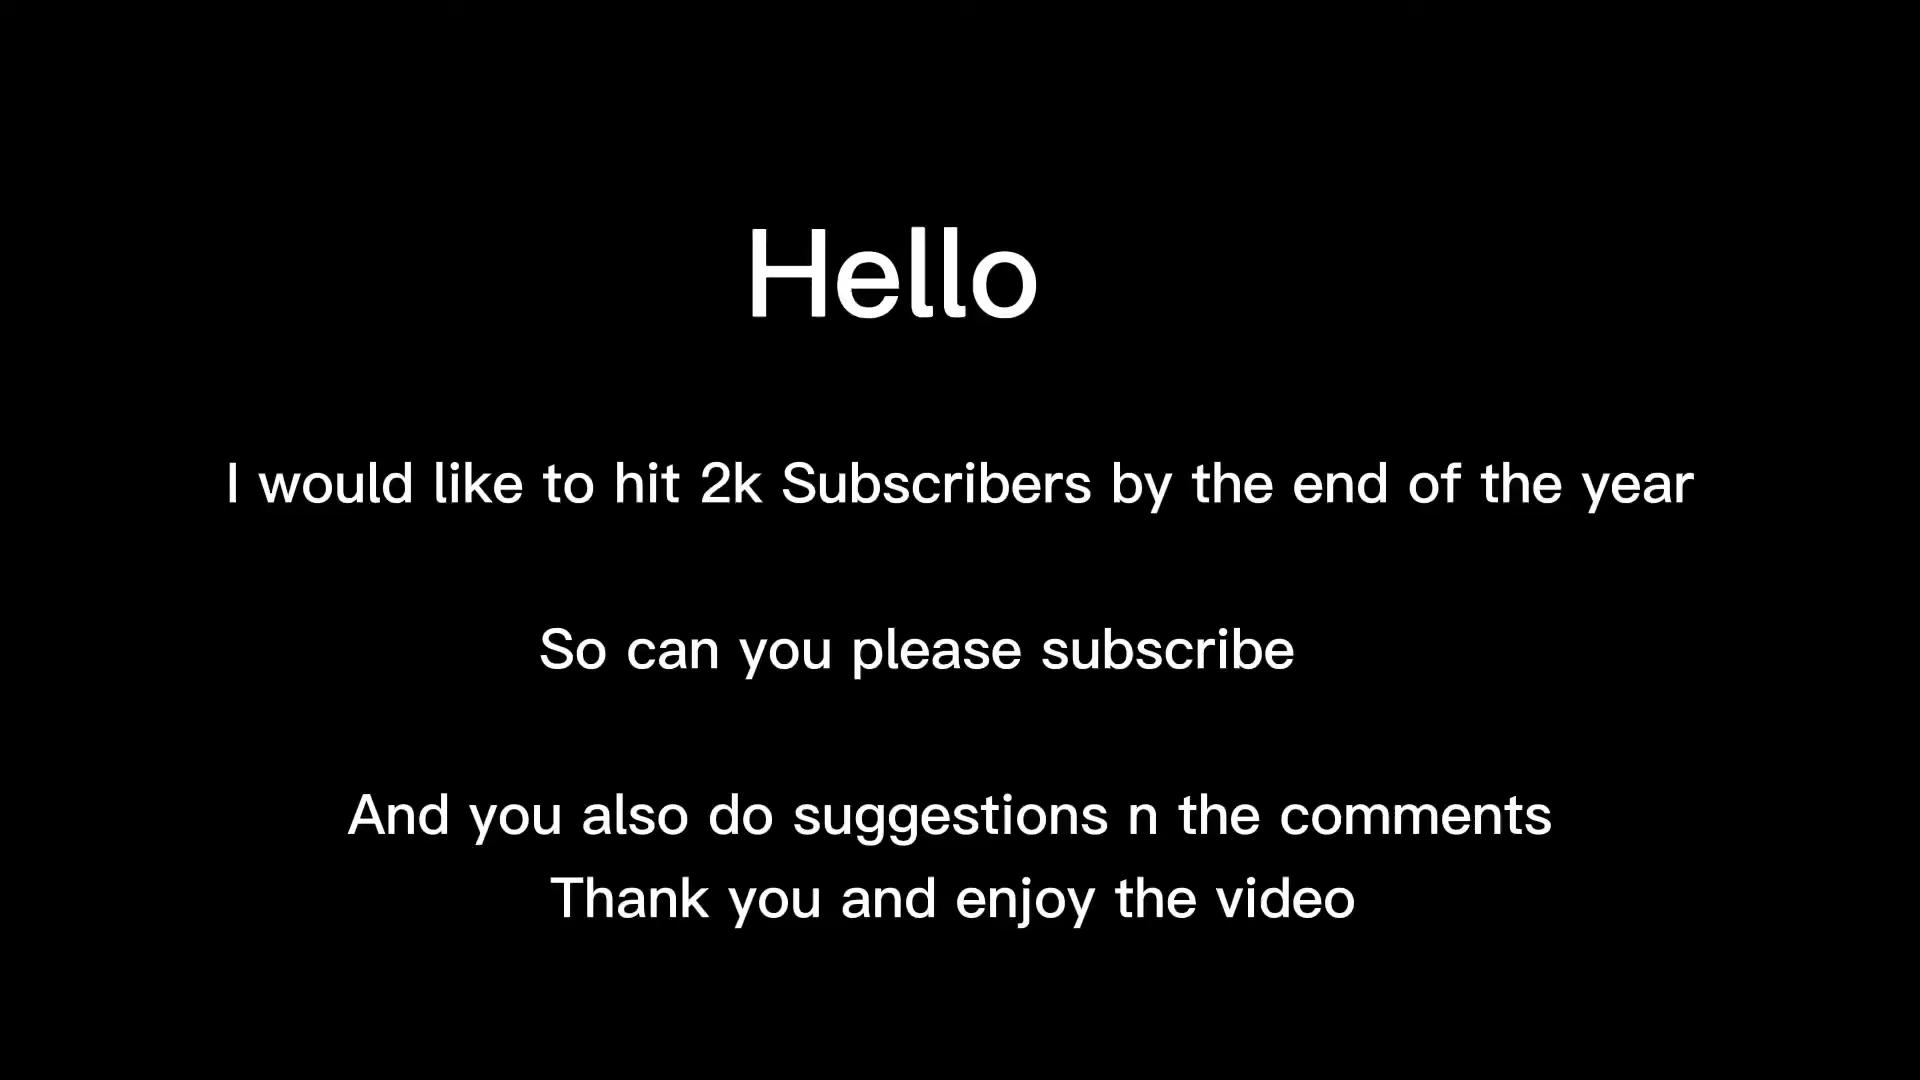 Hello
I would like to hit 2k Subscribers by the end of the year
So can you please subscribe
And you also do suggestions n the comments
Thank you and enjoy the video